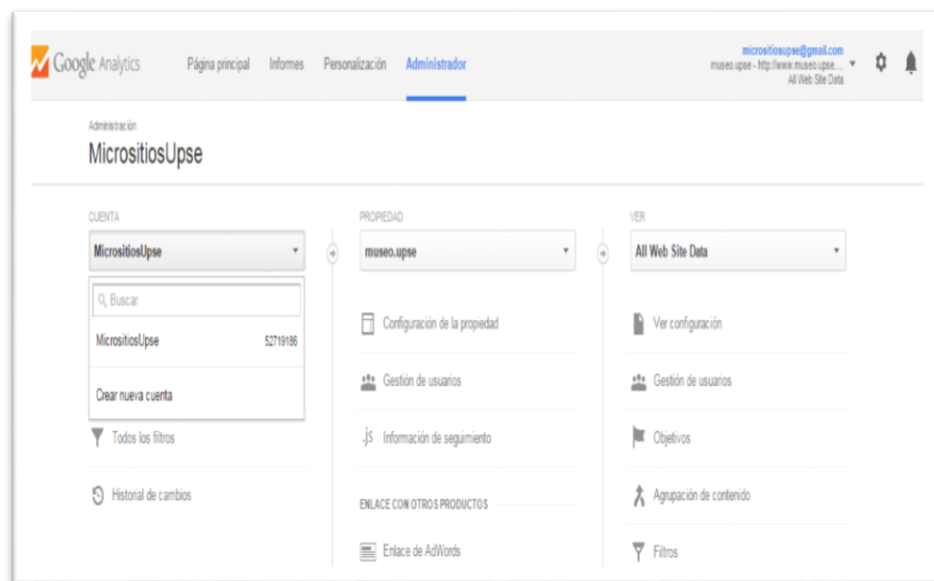 Google Analytics
Página principal
Informes
Personalización
Administrador
micrositiosupse@gmail.com
museo.upse - http://www.museo.upse...
All Web Site Data
Administración
MicrositiosUpse
CUENTA
MicrositiosUpse
Buscar
MicrositiosUpse 52719186
Crear nueva cuenta
Todos los filtros
Historial de cambios
PROPIEDAD
museo.upse
Configuración de la propiedad
Gestión de usuarios
.js Información de seguimiento
ENLACE CON OTROS PRODUCTOS
Enlace de AdWords
VER
All Web Site Data
Ver configuración
Gestión de usuarios
Objetivos
Agrupación de contenido
Filtros